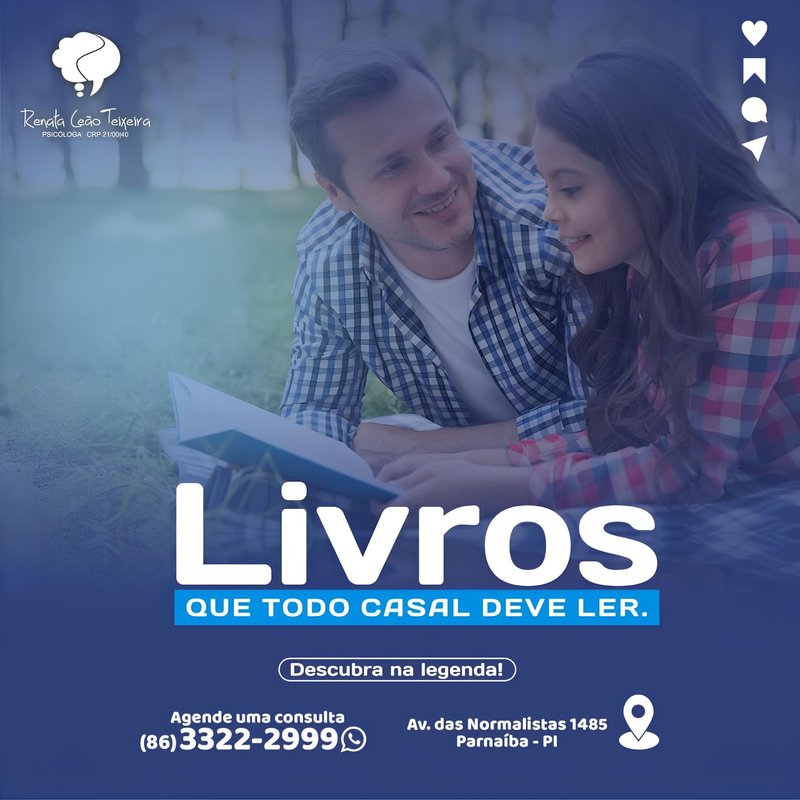 Renata Leão Teixeira
PSICÓLOGA CRP 21/00140
Livros
QUE TODO CASAL DEVE LER.
Descubra na legenda!
Agende uma consulta
(86) 3322-2999
Av. das Normalistas 1485
Parnaíba - PI